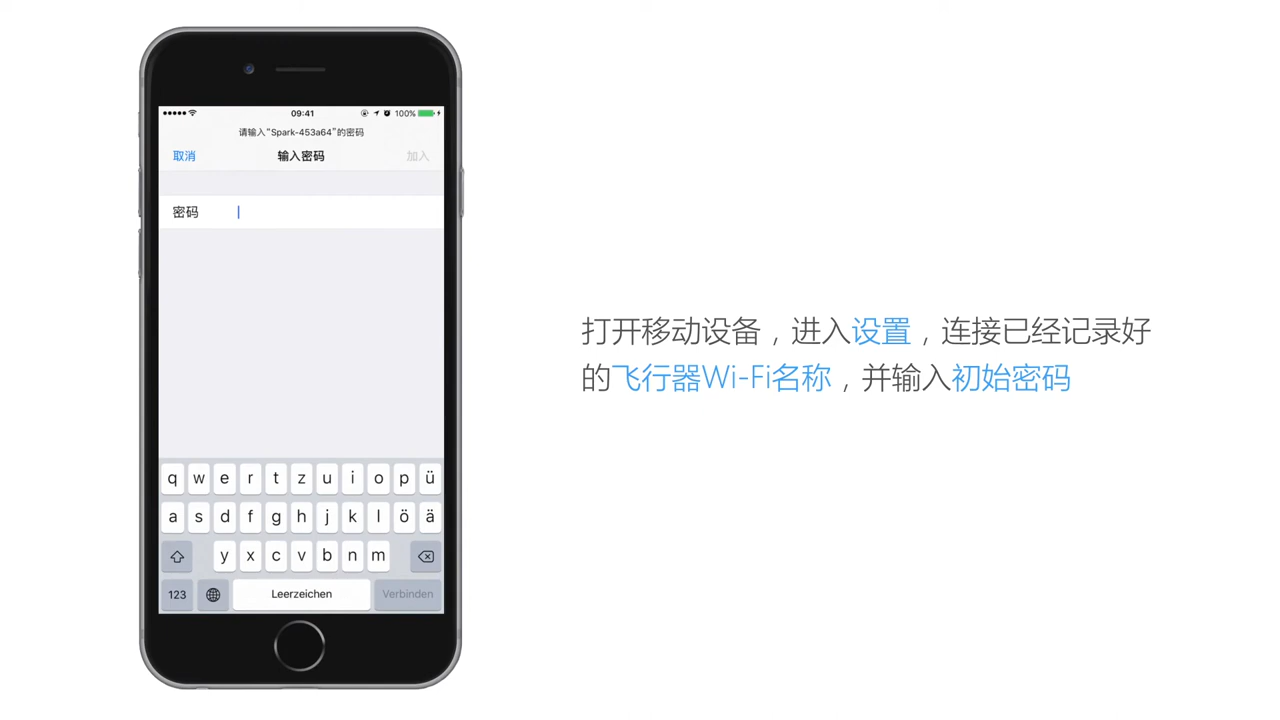 09:41
100%
请输入“Spark-453a64”的密码
取消 输入密码 加入
密码
打开移动设备，进入设置，连接已经记录好
的飞行器Wi-Fi名称，并输入初始密码
q w e r t z u i o p ü
a s d f g h j k l ö ä
y x c v b n m
123 Leerzeichen Verbinden